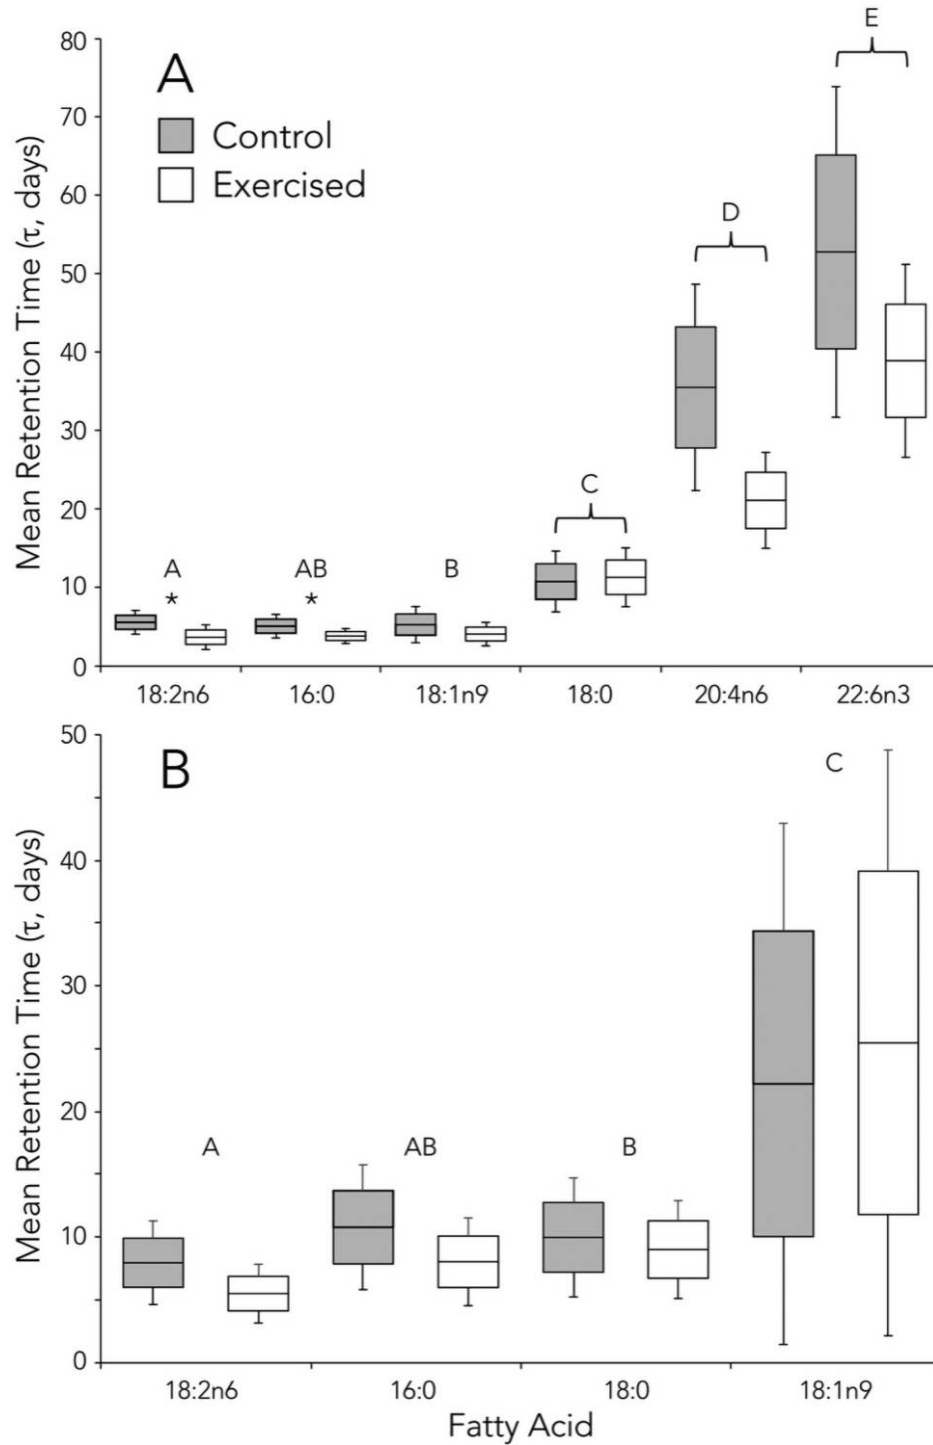 A
Control
Exercised
Mean Retention Time (τ, days)
80
70
60
50
40
30
20
10
0
A
*
AB
*
B
C
D
E
18:2n6 16:0 18:1n9 18:0 20:4n6 22:6n3
B
Mean Retention Time (τ, days)
50
40
30
20
10
0
A
AB
B
C
18:2n6 16:0 18:0 18:1n9
Fatty Acid